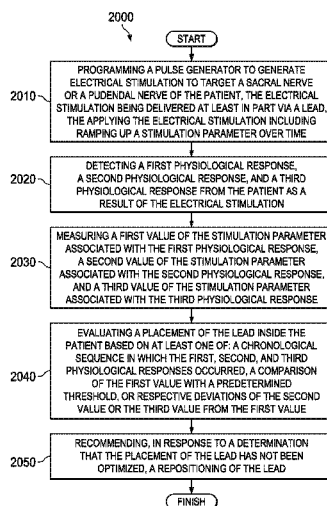 2000
START
2010
PROGRAMMING A PULSE GENERATOR TO GENERATE
ELECTRICAL STIMULATION TO TARGET A SACRAL NERVE
OR A PUDENDAL NERVE OF THE PATIENT, THE ELECTRICAL
STIMULATION BEING DELIVERED AT LEAST IN PART VIA A LEAD,
THE APPLYING THE ELECTRICAL STIMULATION INCLUDING
RAMPING UP A STIMULATION PARAMETER OVER TIME
2020
DETECTING A FIRST PHYSIOLOGICAL RESPONSE,
A SECOND PHYSIOLOGICAL RESPONSE, AND A THIRD
PHYSIOLOGICAL RESPONSE FROM THE PATIENT AS A
RESULT OF THE ELECTRICAL STIMULATION
2030
MEASURING A FIRST VALUE OF THE STIMULATION PARAMETER
ASSOCIATED WITH THE FIRST PHYSIOLOGICAL RESPONSE,
A SECOND VALUE OF THE STIMULATION PARAMETER
ASSOCIATED WITH THE SECOND PHYSIOLOGICAL RESPONSE,
AND A THIRD VALUE OF THE STIMULATION PARAMETER
ASSOCIATED WITH THE THIRD PHYSIOLOGICAL RESPONSE
2040
EVALUATING A PLACEMENT OF THE LEAD INSIDE THE
PATIENT BASED ON AT LEAST ONE OF: A CHRONOLOGICAL
SEQUENCE IN WHICH THE FIRST, SECOND, AND THIRD
PHYSIOLOGICAL RESPONSES OCCURRED, A COMPARISON OF
THE FIRST VALUE WITH A PREDETERMINED
THRESHOLD, OR RESPECTIVE DEVIATIONS OF THE
SECOND VALUE OR THE THIRD VALUE FROM THE FIRST VALUE
2050
RECOMMENDING, IN RESPONSE TO A DETERMINATION
THAT THE PLACEMENT OF THE LEAD HAS NOT BEEN
OPTIMIZED, A REPOSITIONING OF THE LEAD
FINISH